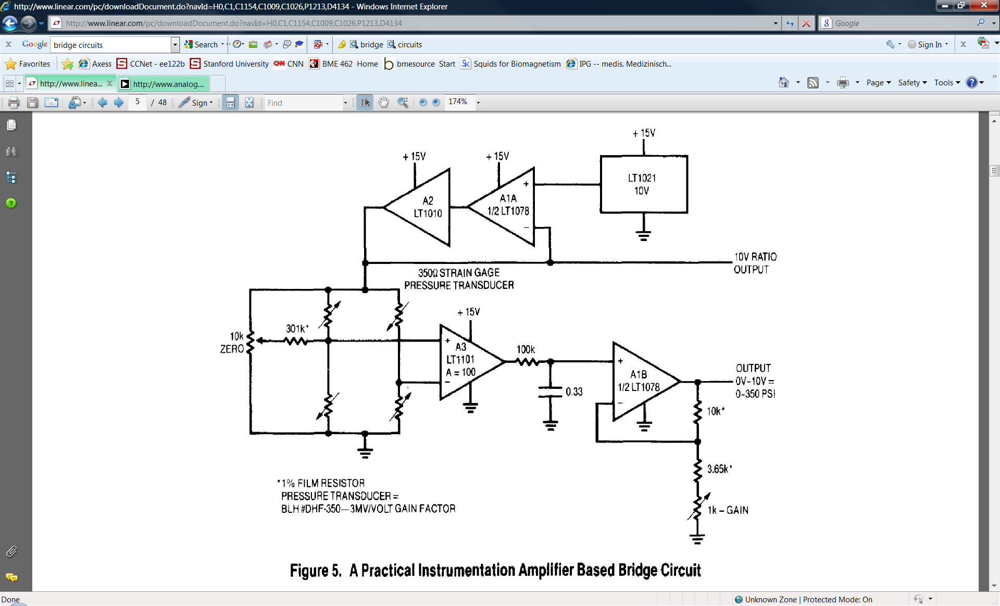 http://www.linear.com/pc/downloadDocument.do?navId=H0,C1,C1154,C1009,C1026,P1213,D4134 - Windows Internet Explorer
http://www.linear.com/pc/downloadDocument.do?navId=H0,C1,C1154,C1009,C1026,P1213,D4134
Google
Google bridge circuits Search bridge circuits Sign In
Favorites Axess CCNet - ee122b Stanford University CNN BME 462 Home bmesource Start Squids for Biomagnetism IPG -- medis. Medizinisch...
http://www.linea... http://www.analog.... Page Safety Tools
5 / 48 Sign Find 174%
+ 15V
+ 15V
+ 15V
LT1021
10V
A2
LT1010
+
A1A
1/2 LT1078
−
10V RATIO
OUTPUT
350Ω STRAIN GAGE
PRESSURE TRANSDUCER
+ 15V
10k
ZERO
301k*
+
A3
LT1101
A = 100
−
100k
0.33
+
A1B
1/2 LT1078
−
OUTPUT
0V–10V =
0–350 PSI
10k*
3.65k*
1k – GAIN
*1% FILM RESISTOR
PRESSURE TRANSDUCER =
BLH #DHF-350—3MV/VOLT GAIN FACTOR
Figure 5. A Practical Instrumentation Amplifier Based Bridge Circuit
Done
Unknown Zone | Protected Mode: On